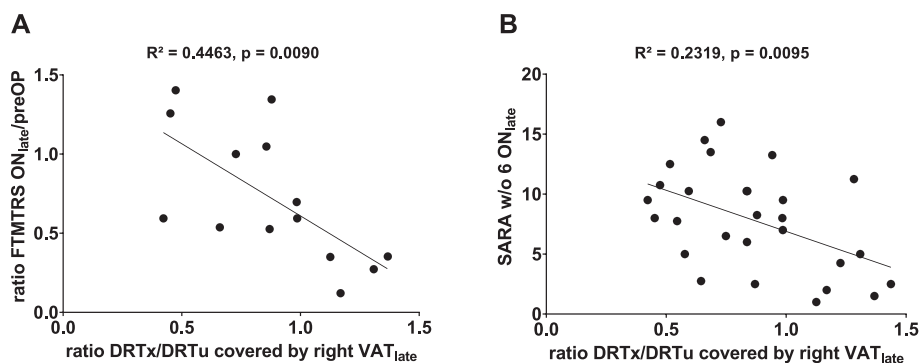 A
R² = 0.4463, p = 0.0090
ratio FTMTRS ONlate/preOP
1.5
1.0
0.5
0.0
0.0 0.5 1.0 1.5
ratio DRTx/DRTu covered by right VATlate
B
R² = 0.2319, p = 0.0095
SARA w/o 6 ONlate
20
15
10
5
0
0.0 0.5 1.0 1.5
ratio DRTx/DRTu covered by right VATlate